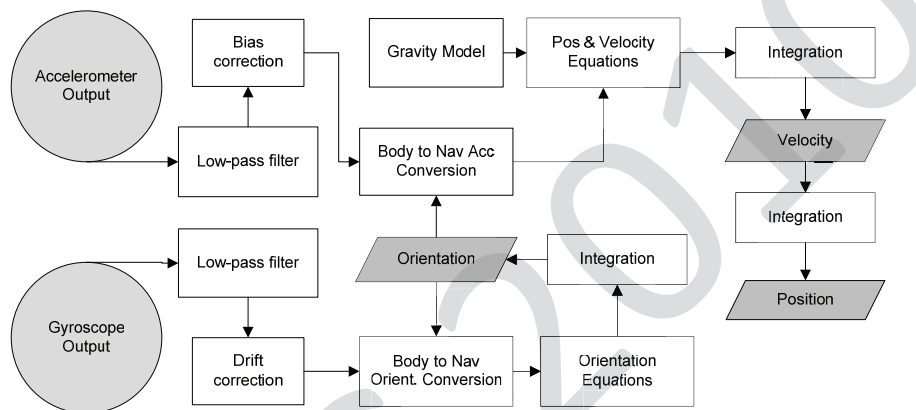 Accelerometer
Output
Bias
correction
Low-pass filter
Gravity Model
Pos & Velocity
Equations
Integration
Body to Nav Acc
Conversion
Velocity
Integration
Position
Orientation
Integration
Low-pass filter
Gyroscope
Output
Drift
correction
Body to Nav
Orient. Conversion
Orientation
Equations
2010